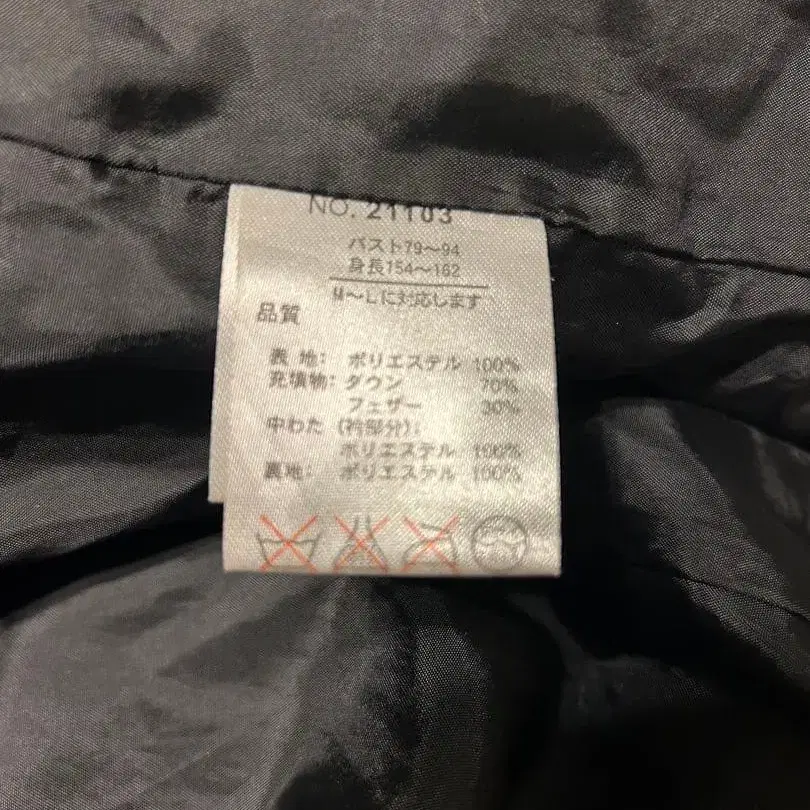 NO. 21103
バスト79〜94
身長154〜162
M〜Lに対応します
品質
表 地: ポリエステル 100%
充填物: ダウン 70%
フェザー 30%
中わた (衿部分):
ポリエステル 100%
裏地: ポリエステル 100%